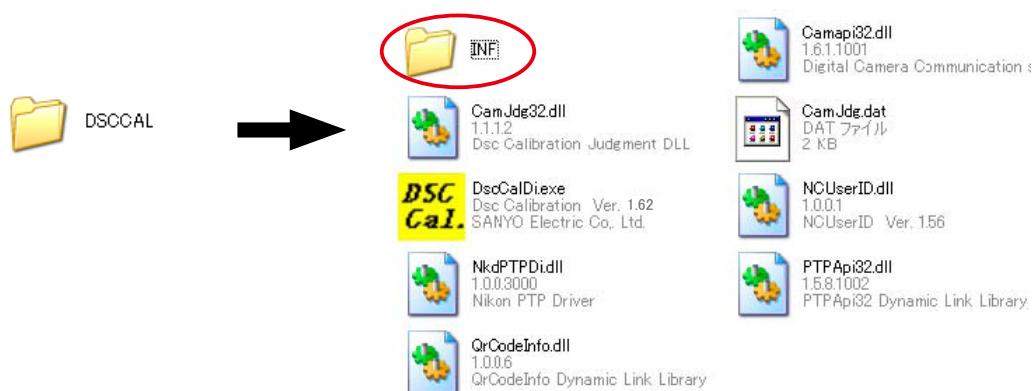 DSCCAL
INF
CamJdg32.dll
1.1.1.2
Dsc Calibration Judgment DLL
DSC
Cal.
DscCalDi.exe
Dsc Calibration Ver. 1.62
SANYO Electric Co,. Ltd.
NkdPTPDi.dll
1.0.0.3000
Nikon PTP Driver
QrCodeInfo.dll
1.0.0.6
QrCodeInfo Dynamic Link Library
Camapi32.dll
1.6.1.1001
Digital Camera Communication s
CamJdg.dat
DAT ファイル
2 KB
NCUserID.dll
1.0.0.1
NCUserID Ver. 1.56
PTPApi32.dll
1.5.8.1002
PTPApi32 Dynamic Link Library